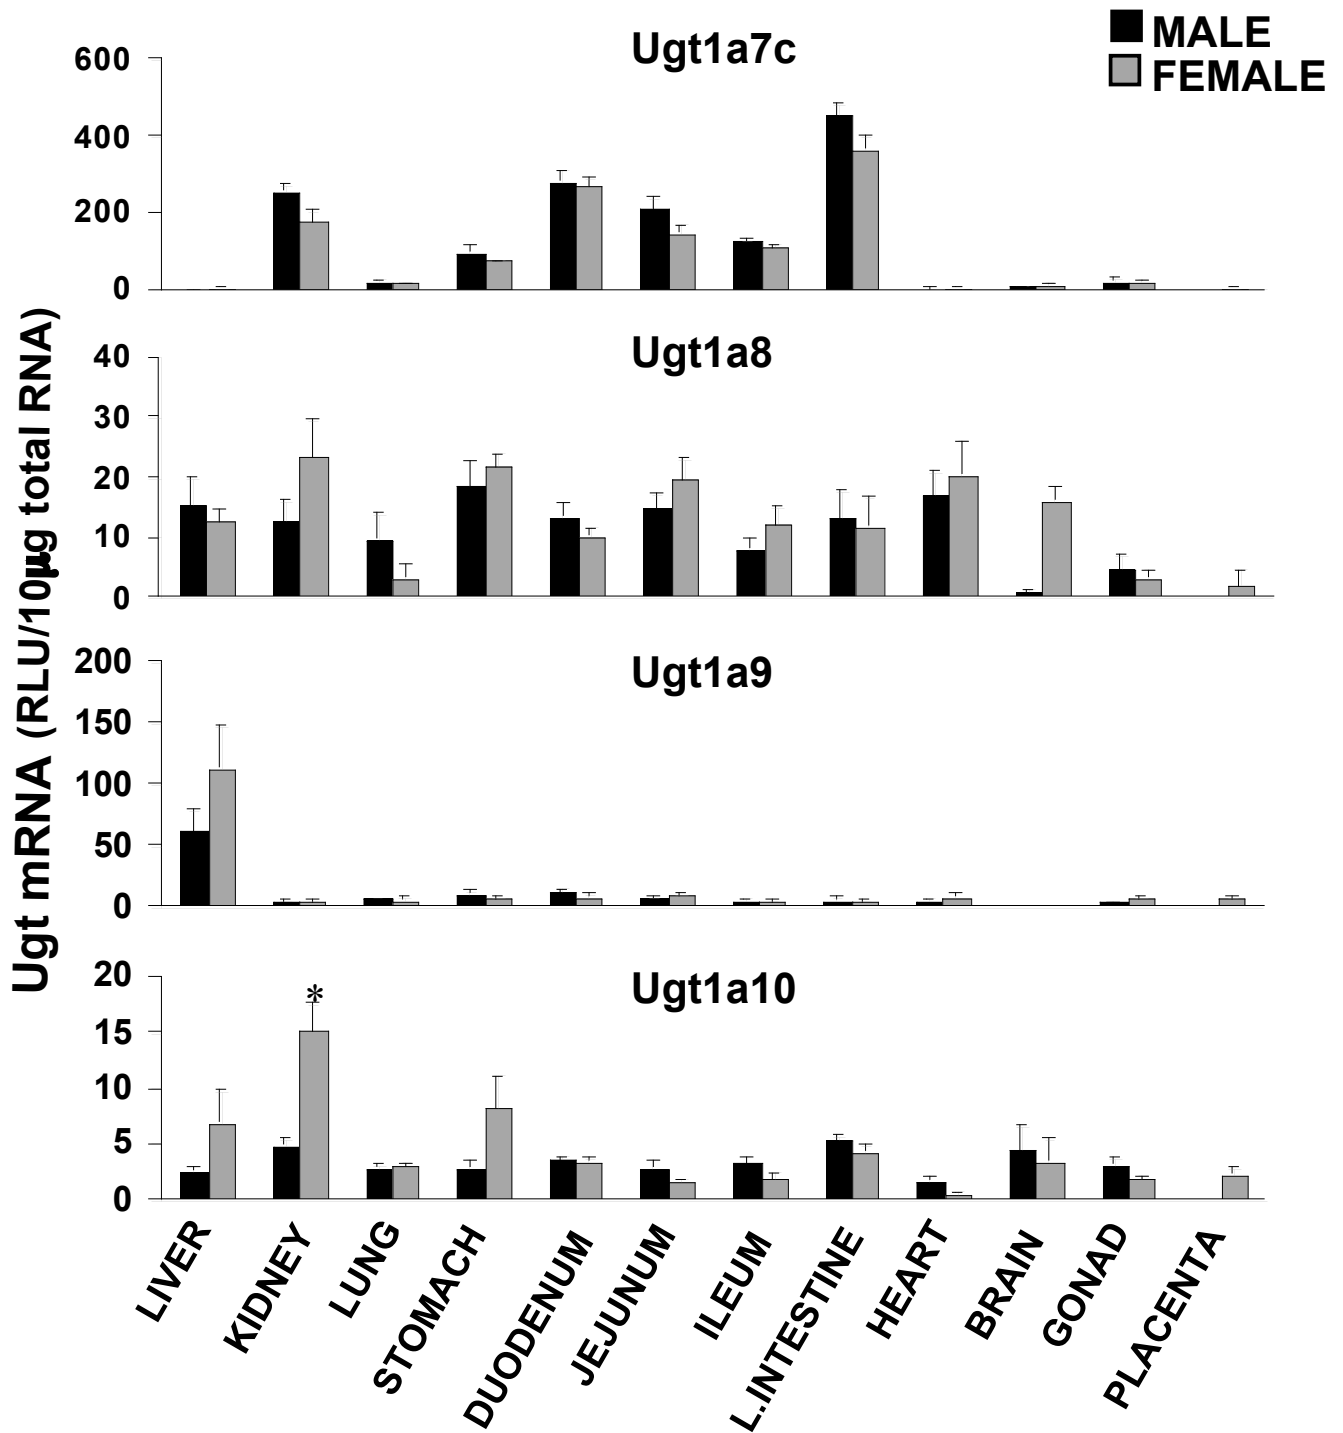 Ugt1a7c
MALE
FEMALE
600
400
200
0
Ugt1a8
40
30
20
10
0
Ugt mRNA (RLU/10µg total RNA)
Ugt1a9
200
150
100
50
0
Ugt1a10
20
15
10
5
0
*
LIVER
KIDNEY
LUNG
STOMACH
DUODENUM
JEJUNUM
ILEUM
L.INTESTINE
HEART
BRAIN
GONAD
PLACENTA